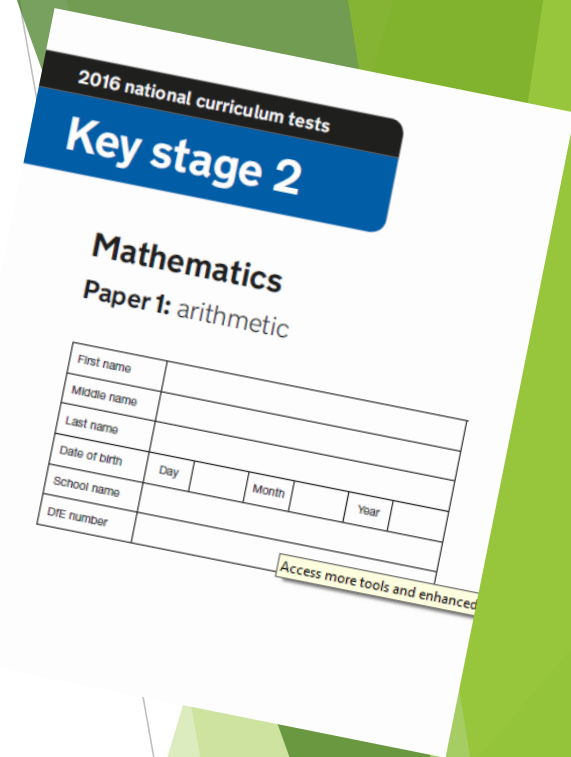 2016 national curriculum tests
Key stage 2
Mathematics
Paper 1: arithmetic
First name
Middle name
Last name
Date of birth Day Month Year
School name
DfE number
Access more tools and enhanced